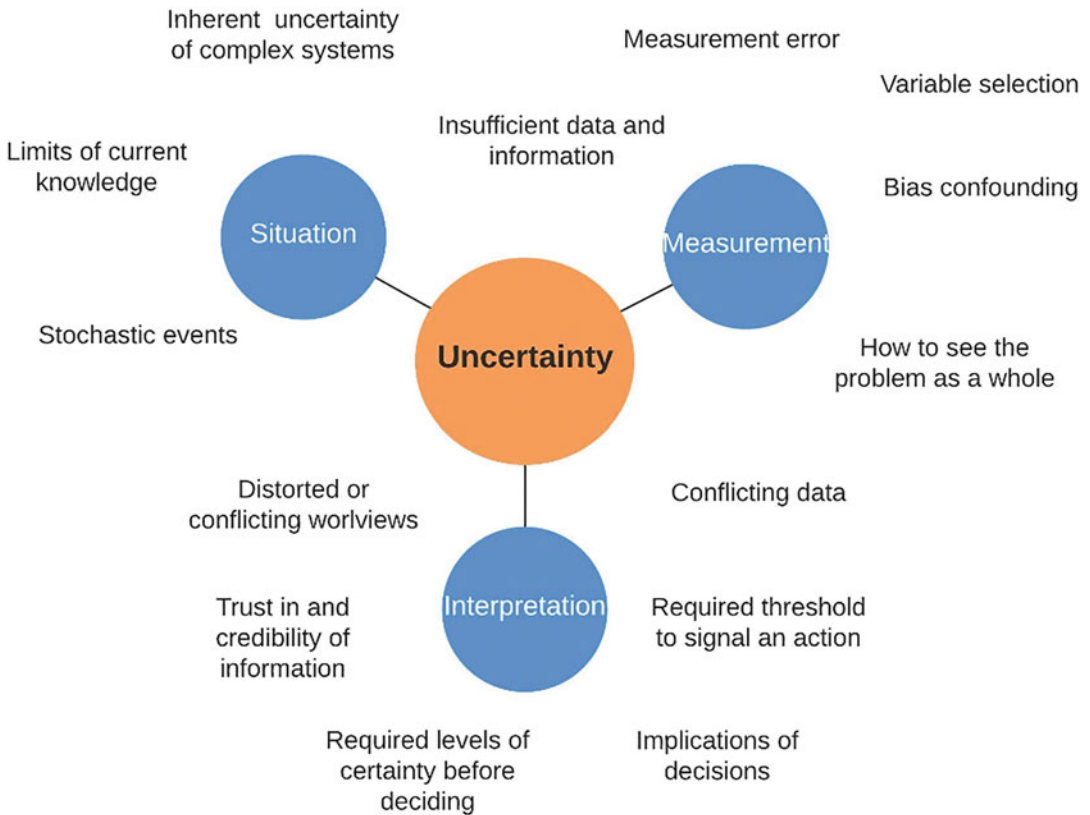 Inherent uncertainty
of complex systems
Measurement error
Variable selection
Insufficient data and
information
Limits of current
knowledge
Bias confounding
Situation
Measurement
Stochastic events
Uncertainty
How to see the
problem as a whole
Distorted or
conflicting worlviews
Conflicting data
Interpretation
Trust in and
credibility of
information
Required threshold
to signal an action
Required levels of
certainty before
deciding
Implications of
decisions